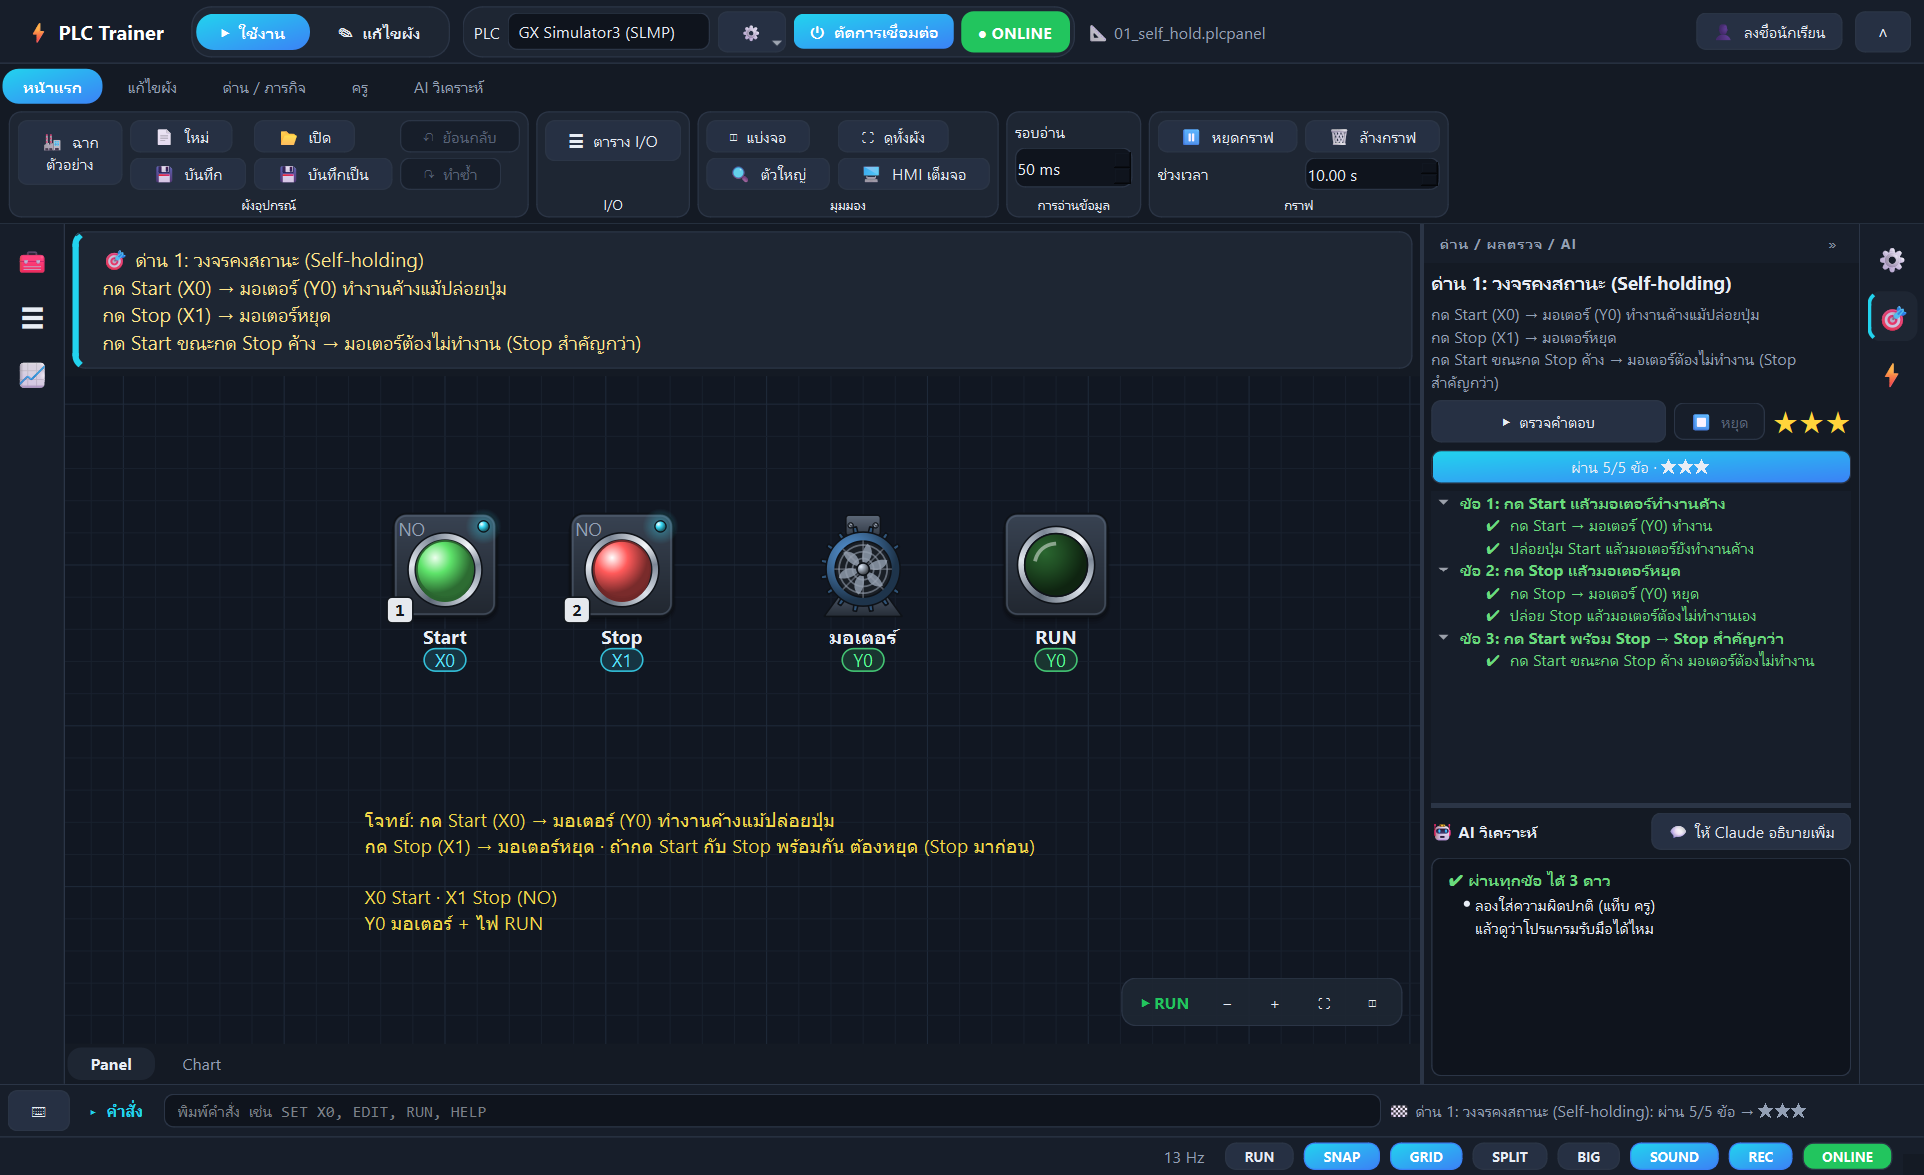 PLC Trainer
▶ ใช้งาน
✎ แก้ไขผัง
PLC
GX Simulator3 (SLMP)
⏻ ตัดการเชื่อมต่อ
● ONLINE
01_self_hold.plcpanel
ลงชื่อนักเรียน
หน้าแรก
แก้ไขผัง
ด่าน / ภารกิจ
ครู
AI วิเคราะห์
ฉาก
ตัวอย่าง
ใหม่
เปิด
ย้อนกลับ
บันทึก
บันทึกเป็น
ทำซ้ำ
ผังอุปกรณ์
ตาราง I/O
I/O
แบ่งจอ
ดูทั้งผัง
ตัวใหญ่
HMI เต็มจอ
มุมมอง
รอบอ่าน
50 ms
การอ่านข้อมูล
หยุดกราฟ
ล้างกราฟ
ช่วงเวลา
10.00 s
กราฟ
ด่าน 1: วงจรคงสถานะ (Self-holding)
กด Start (X0) → มอเตอร์ (Y0) ทำงานค้างแม้ปล่อยปุ่ม
กด Stop (X1) → มอเตอร์หยุด
กด Start ขณะกด Stop ค้าง → มอเตอร์ต้องไม่ทำงาน (Stop สำคัญกว่า)
NO
1
Start
X0
NO
2
Stop
X1
มอเตอร์
Y0
RUN
Y0
โจทย์: กด Start (X0) → มอเตอร์ (Y0) ทำงานค้างแม้ปล่อยปุ่ม
กด Stop (X1) → มอเตอร์หยุด · ถ้ากด Start กับ Stop พร้อมกัน ต้องหยุด (Stop มาก่อน)
X0 Start · X1 Stop (NO)
Y0 มอเตอร์ + ไฟ RUN
▶ RUN
−
+
Panel
Chart
ด่าน / ผลตรวจ / AI
»
ด่าน 1: วงจรคงสถานะ (Self-holding)
กด Start (X0) → มอเตอร์ (Y0) ทำงานค้างแม้ปล่อยปุ่ม
กด Stop (X1) → มอเตอร์หยุด
กด Start ขณะกด Stop ค้าง → มอเตอร์ต้องไม่ทำงาน (Stop
สำคัญกว่า)
▶ ตรวจคำตอบ
หยุด
★★★
ผ่าน 5/5 ข้อ · ★★★
ข้อ 1: กด Start แล้วมอเตอร์ทำงานค้าง
✔ กด Start → มอเตอร์ (Y0) ทำงาน
✔ ปล่อยปุ่ม Start แล้วมอเตอร์ยังทำงานค้าง
ข้อ 2: กด Stop แล้วมอเตอร์หยุด
✔ กด Stop → มอเตอร์ (Y0) หยุด
✔ ปล่อย Stop แล้วมอเตอร์ต้องไม่ทำงานเอง
ข้อ 3: กด Start พร้อม Stop → Stop สำคัญกว่า
✔ กด Start ขณะกด Stop ค้าง มอเตอร์ต้องไม่ทำงาน
AI วิเคราะห์
ให้ Claude อธิบายเพิ่ม
✔ ผ่านทุกข้อ ได้ 3 ดาว
• ลองใส่ความผิดปกติ (แท็บ ครู)
แล้วดูว่าโปรแกรมรับมือได้ไหม
▸ คำสั่ง
พิมพ์คำสั่ง เช่น SET X0, EDIT, RUN, HELP
ด่าน 1: วงจรคงสถานะ (Self-holding): ผ่าน 5/5 ข้อ → ★★★
13 Hz
RUN
SNAP
GRID
SPLIT
BIG
SOUND
REC
ONLINE